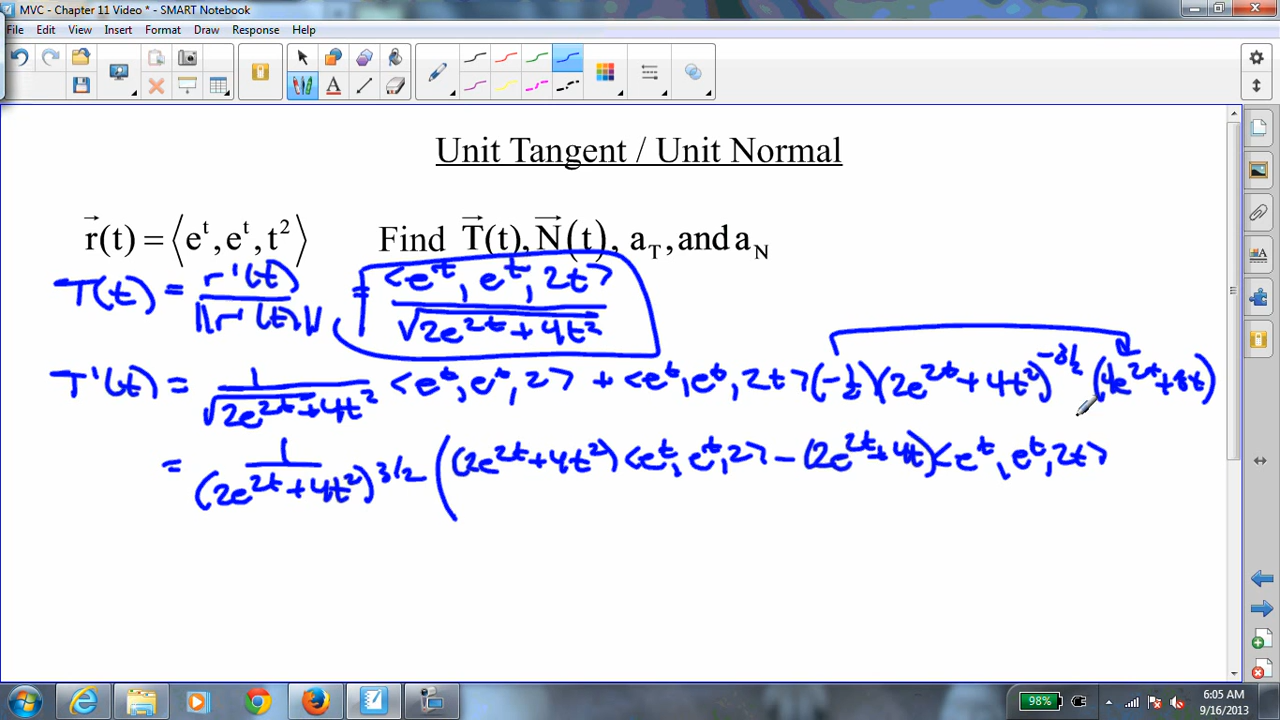 MVC - Chapter 11 Video * - SMART Notebook
File Edit View Insert Format Draw Response Help
Unit Tangent / Unit Normal
r(t) = ⟨e^t, e^t, t^2⟩ Find T(t), N(t), a_T, and a_N
T(t) = r'(t) / ||r'(t)|| = <e^t, e^t, 2t> / √(2e^{2t} + 4t^2)
T'(t) = 1 / √(2e^{2t} + 4t^2) <e^t, e^t, 2> + <e^t, e^t, 2t> (-1/2)(2e^{2t} + 4t^2)^{-3/2} (4e^{2t} + 8t)
= 1 / (2e^{2t} + 4t^2)^{3/2} ((2e^{2t} + 4t^2) <e^t, e^t, 2> - (2e^{2t} + 4t) <e^t, e^t, 2t>
98% 6:05 AM
9/16/2013